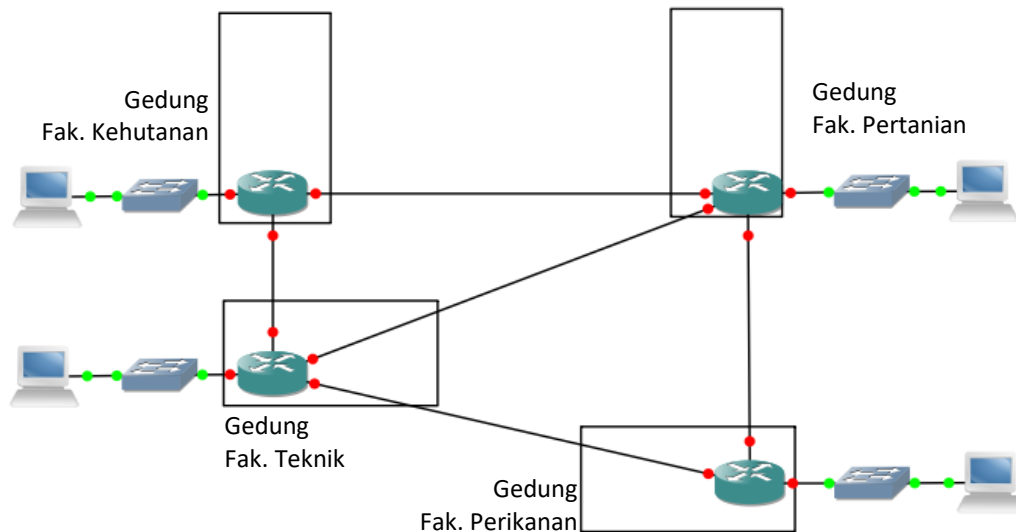 Gedung
Fak. Kehutanan
Gedung
Fak. Pertanian
Gedung
Fak. Teknik
Gedung
Fak. Perikanan